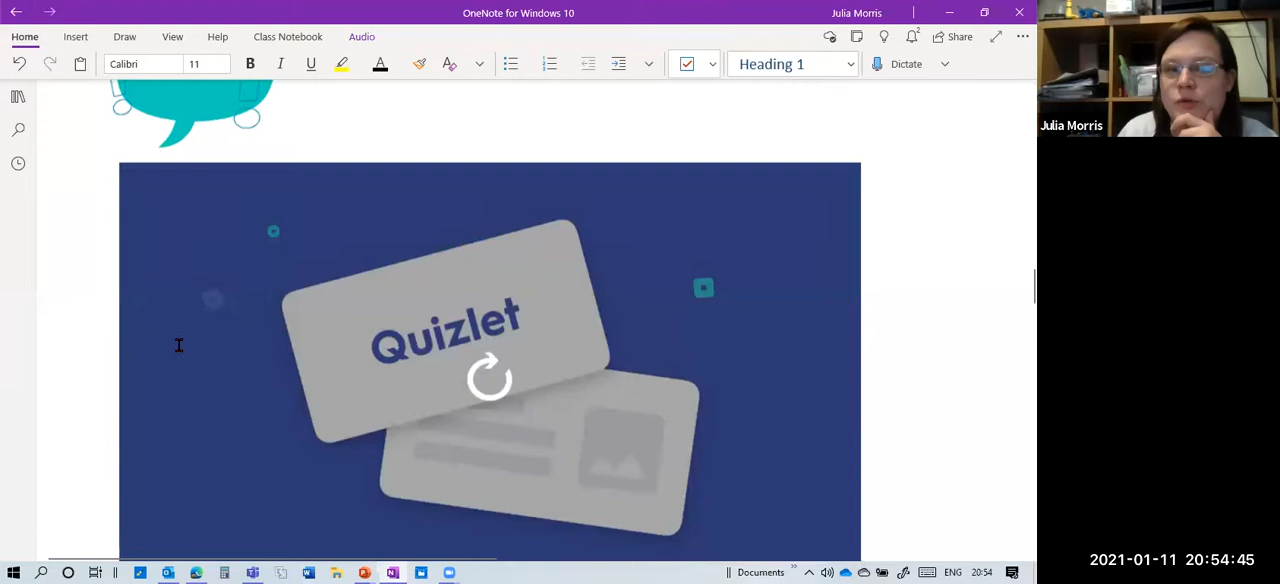 OneNote for Windows 10
Julia Morris
Home Insert Draw View Help Class Notebook Audio
Share
Calibri 11 B I U A A Heading 1 Dictate
Julia Morris
Quizlet
Documents
ENG 20:54
2021-01-11 20:54:45